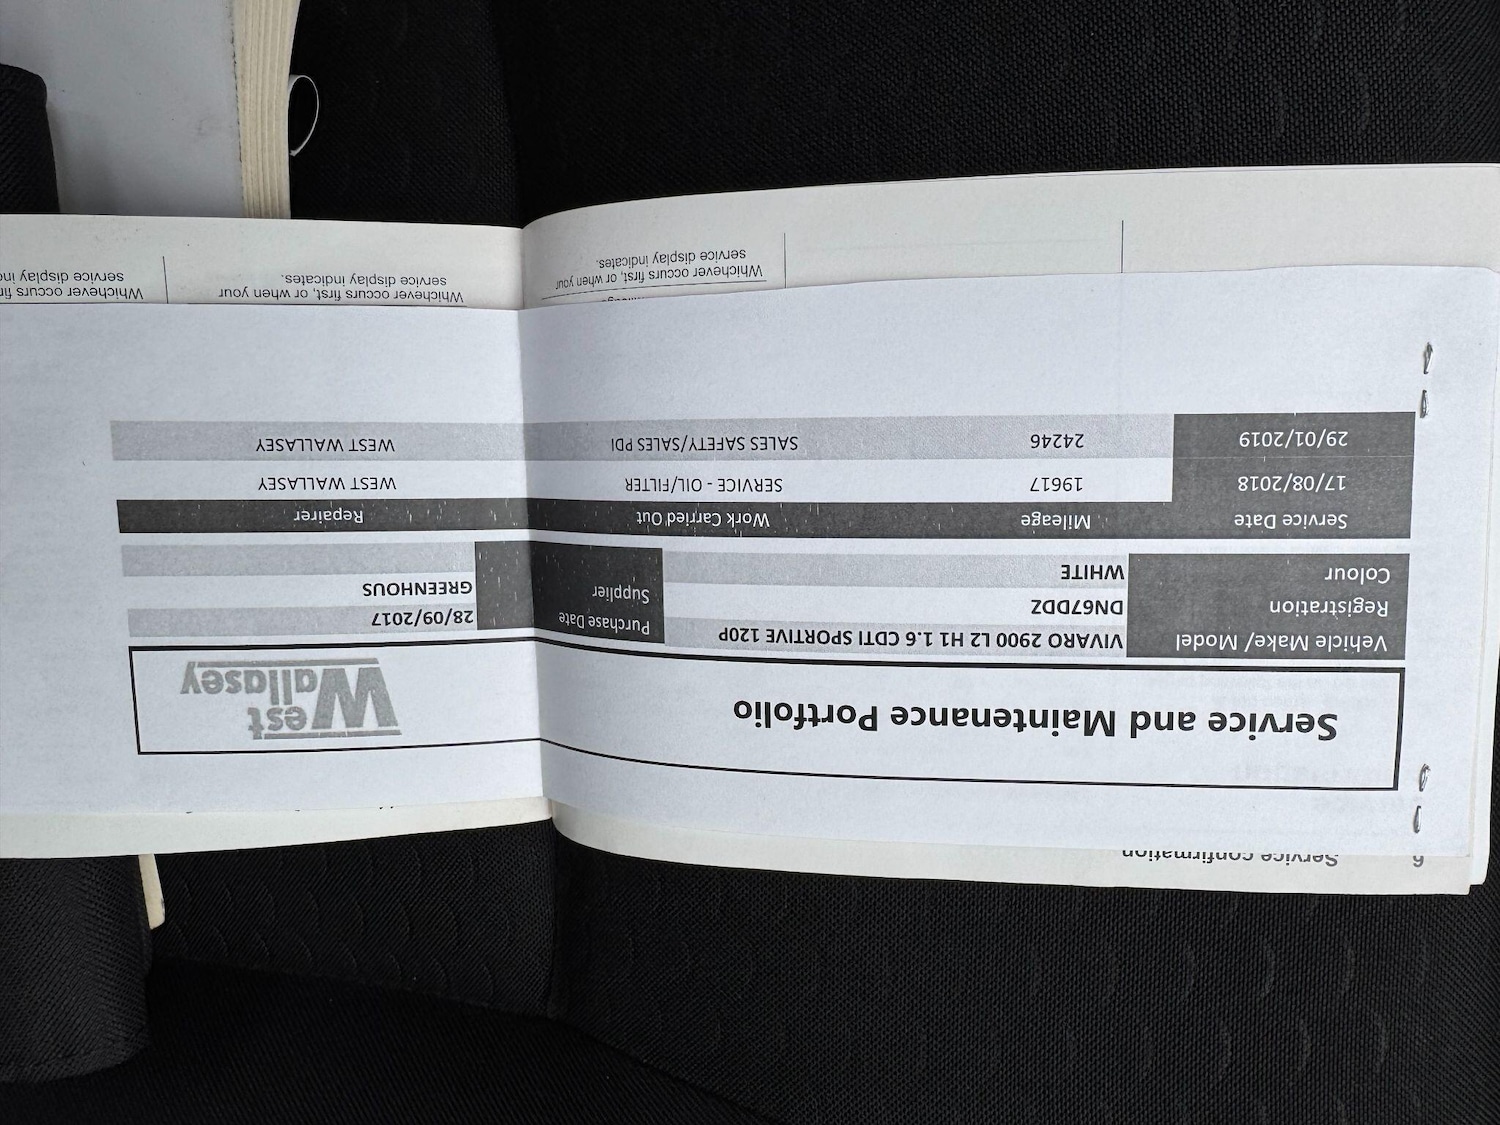 6 Service confirmation
Service and Maintenance Portfolio
West
Wallasey
Vehicle Make/ Model VIVARO 2900 L2 H1 1.6 CDTI SPORTIVE 120P Purchase Date 28/09/2017
Registration DN67DDZ Supplier GREENHOUS
Colour WHITE
Service Date Mileage Work Carried Out Repairer
17/08/2018 19617 SERVICE - OIL/FILTER WEST WALLASEY
29/01/2019 24246 SALES SAFETY/SALES PDI WEST WALLASEY
Whichever occurs first, or when your
service display indicates.
Whichever occurs first, or when your
service display indicates.
Whichever occurs
service display